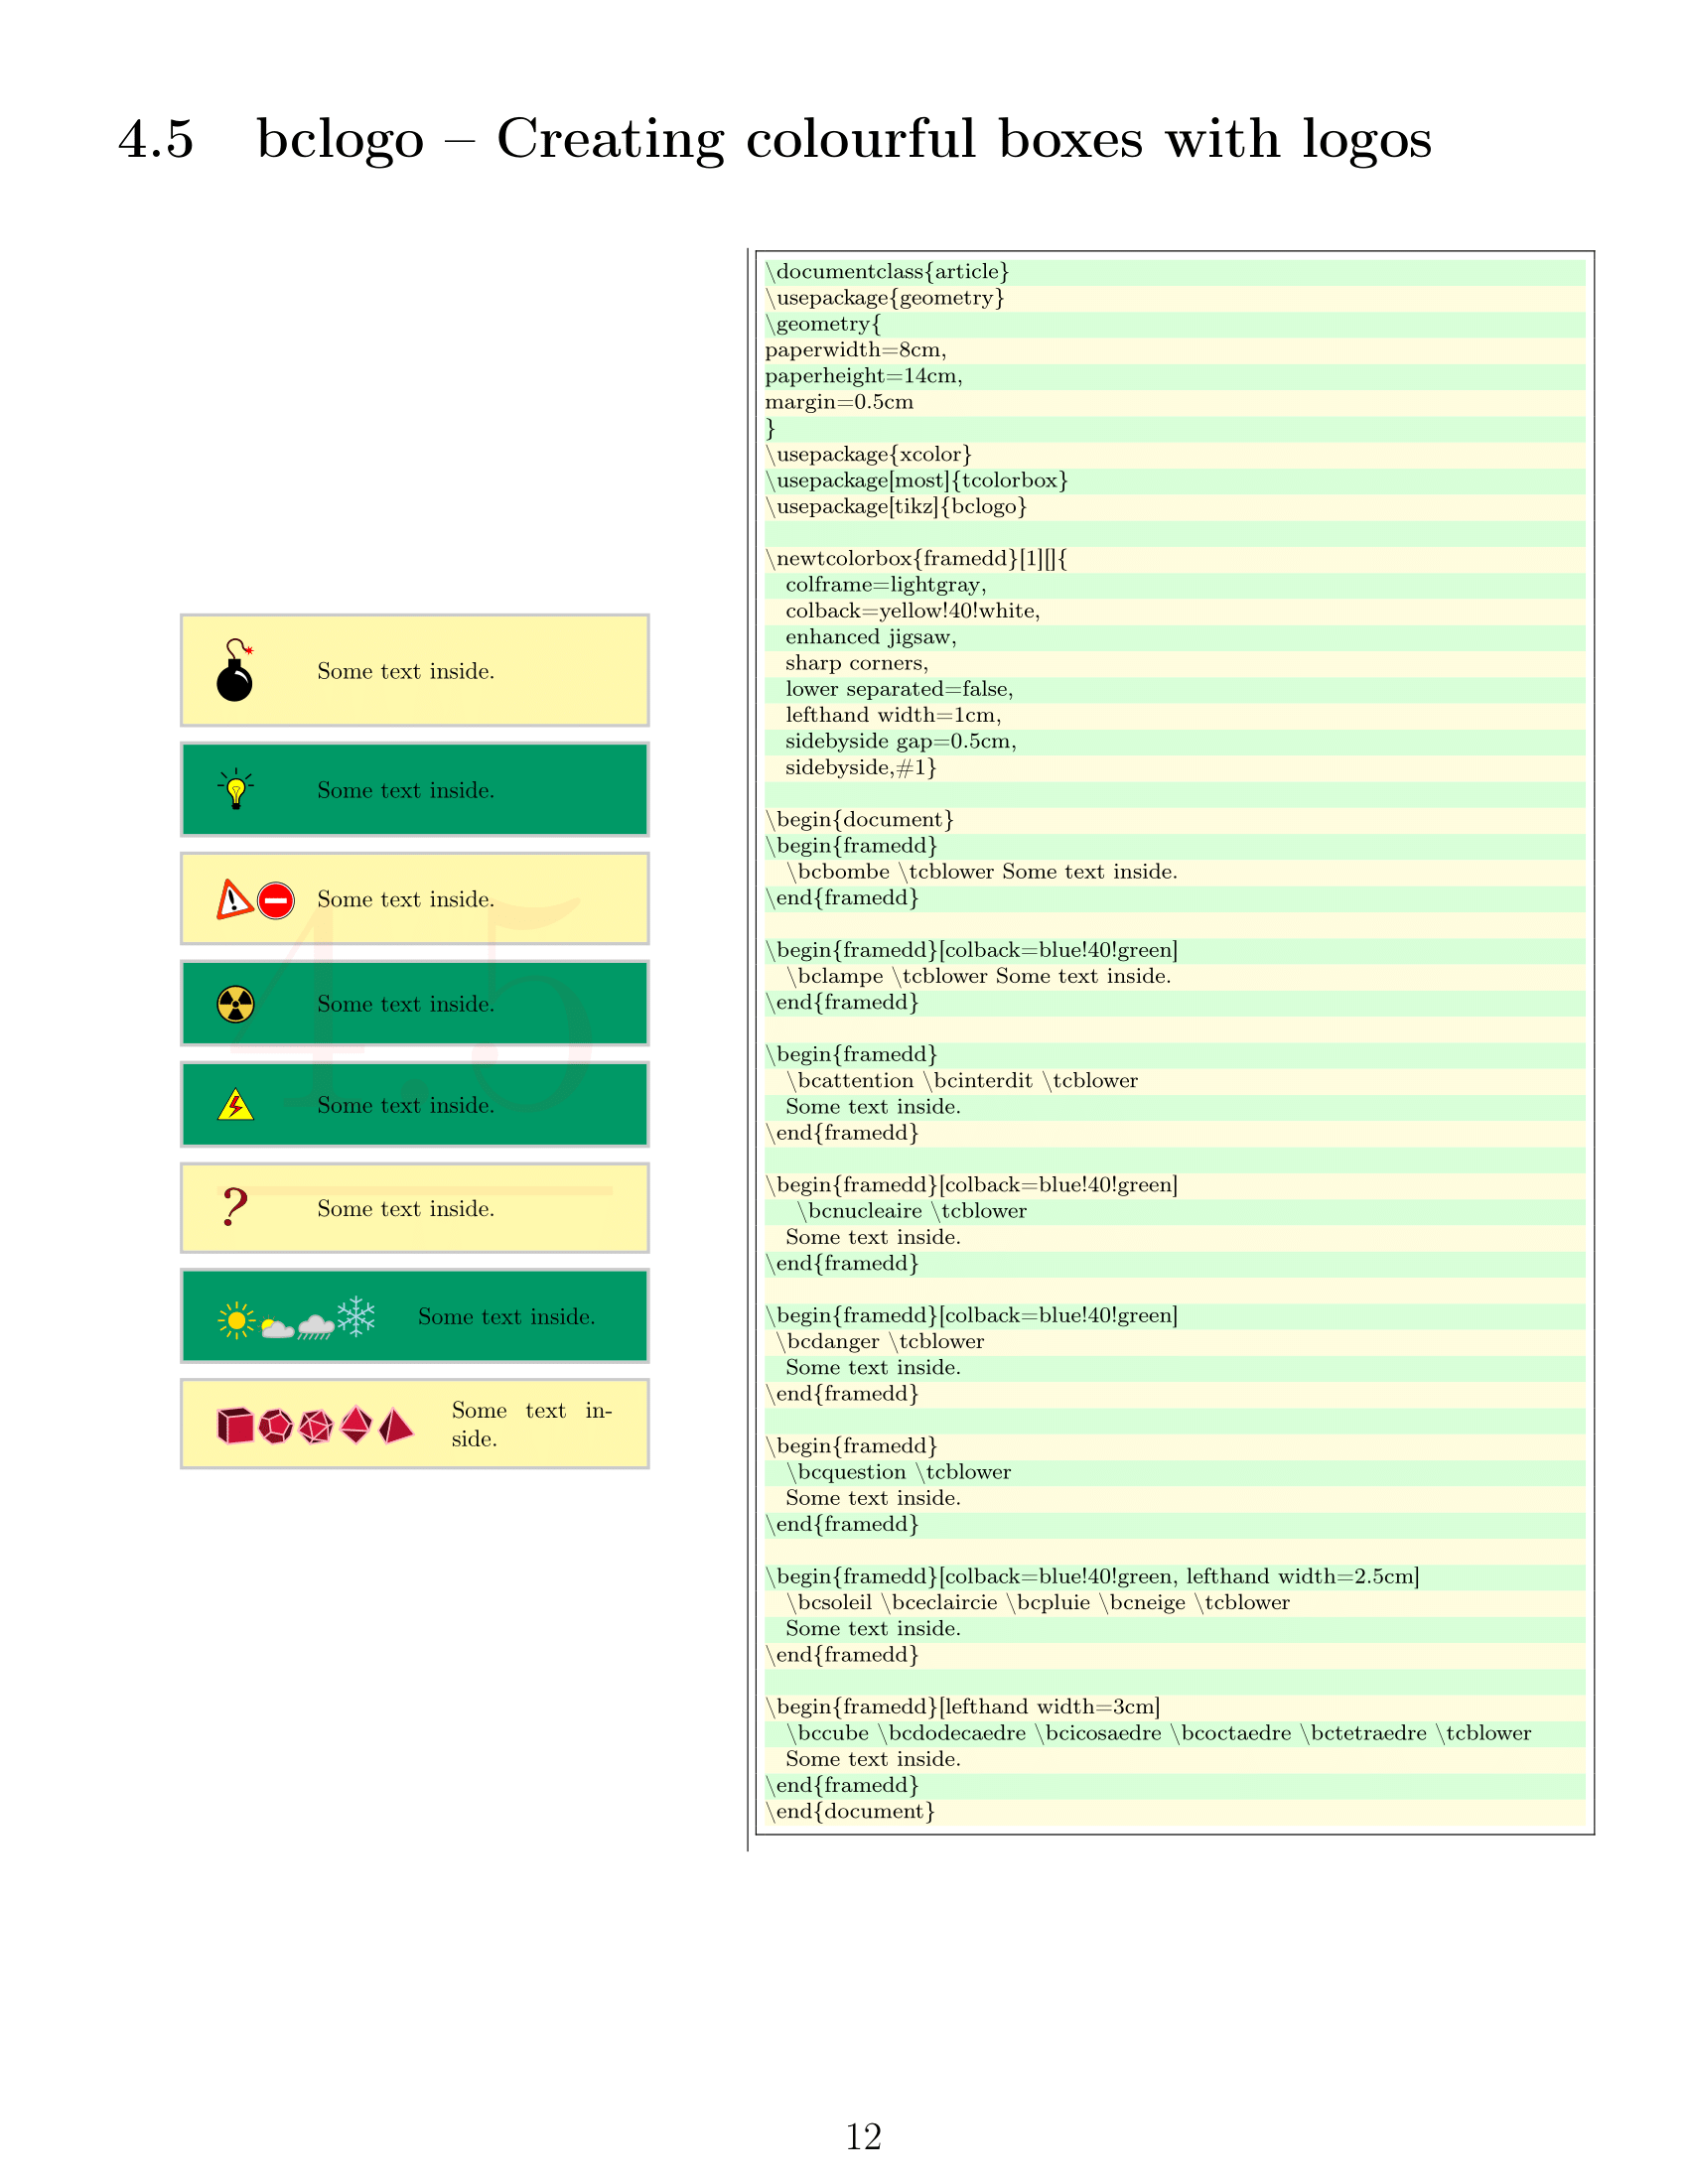 4.5 bclogo – Creating colourful boxes with logos
Some text inside.
Some text inside.
Some text inside.
Some text inside.
Some text inside.
Some text inside.
Some text inside.
Some text in-
side.
4.5
\documentclass{article}
\usepackage{geometry}
\geometry{
paperwidth=8cm,
paperheight=14cm,
margin=0.5cm
}
\usepackage{xcolor}
\usepackage[most]{tcolorbox}
\usepackage[tikz]{bclogo}
\newtcolorbox{framedd}[1][]{
colframe=lightgray,
colback=yellow!40!white,
enhanced jigsaw,
sharp corners,
lower separated=false,
lefthand width=1cm,
sidebyside gap=0.5cm,
sidebyside,#1}
\begin{document}
\begin{framedd}
\bcbombe \tcblower Some text inside.
\end{framedd}
\begin{framedd}[colback=blue!40!green]
\bclampe \tcblower Some text inside.
\end{framedd}
\begin{framedd}
\bcattention \bcinterdit \tcblower
Some text inside.
\end{framedd}
\begin{framedd}[colback=blue!40!green]
\bcnucleaire \tcblower
Some text inside.
\end{framedd}
\begin{framedd}[colback=blue!40!green]
\bcdanger \tcblower
Some text inside.
\end{framedd}
\begin{framedd}
\bcquestion \tcblower
Some text inside.
\end{framedd}
\begin{framedd}[colback=blue!40!green, lefthand width=2.5cm]
\bcsoleil \bceclaircie \bcpluie \bcneige \tcblower
Some text inside.
\end{framedd}
\begin{framedd}[lefthand width=3cm]
\bccube \bcdodecaedre \bcicosaedre \bcoctaedre \bctetraedre \tcblower
Some text inside.
\end{framedd}
\end{document}
12